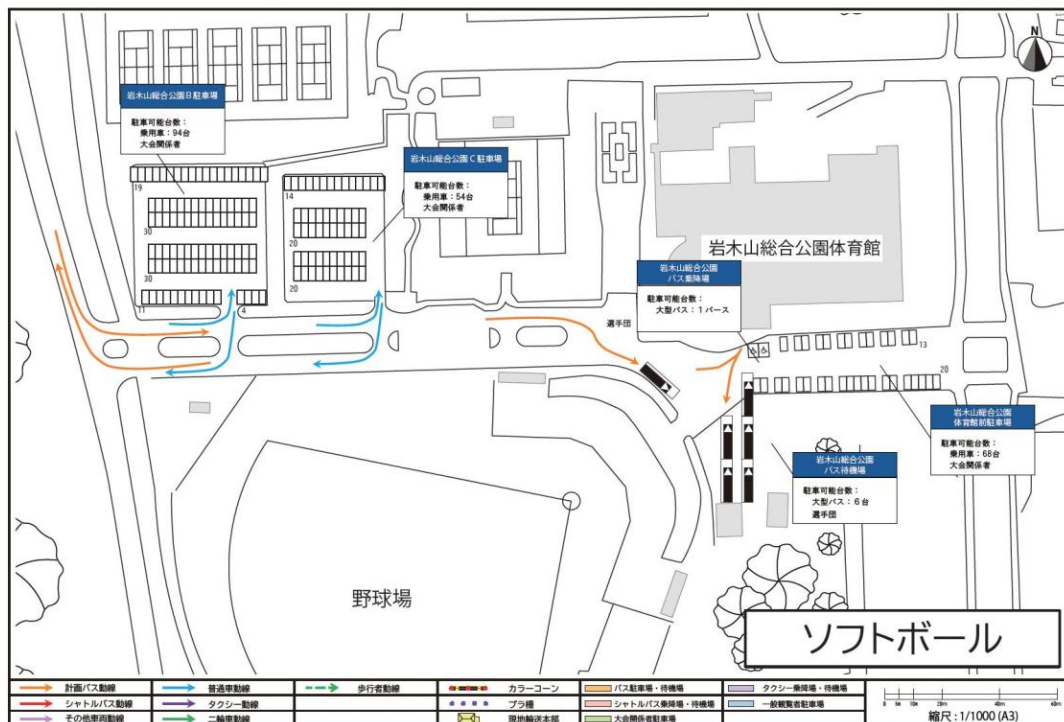 N
岩木山総合公園B駐車場
駐車可能台数：
乗用車：94台
大会関係者
19
30
30
11
4
岩木山総合公園C駐車場
駐車可能台数：
乗用車：54台
大会関係者
14
20
20
岩木山総合公園体育館
岩木山総合公園
バス乗降場
駐車可能台数：
大型バス：1バース
選手団
13
20
岩木山総合公園
体育館前駐車場
駐車可能台数：
乗用車：68台
大会関係者
岩木山総合公園
バス待機場
駐車可能台数：
大型バス：6台
選手団
野球場
ソフトボール
計画バス動線
普通車動線
歩行者動線
カラーコーン
バス駐車場・待機場
タクシー乗降場・待機場
シャトルバス動線
タクシー動線
プラ柵
シャトルバス乗降場・待機場
一般観覧者駐車場
その他車両動線
二輪車動線
現地輸送本部
大会関係者駐車場
0 5m 10m 20m 40m
縮尺：1/1000 (A3)